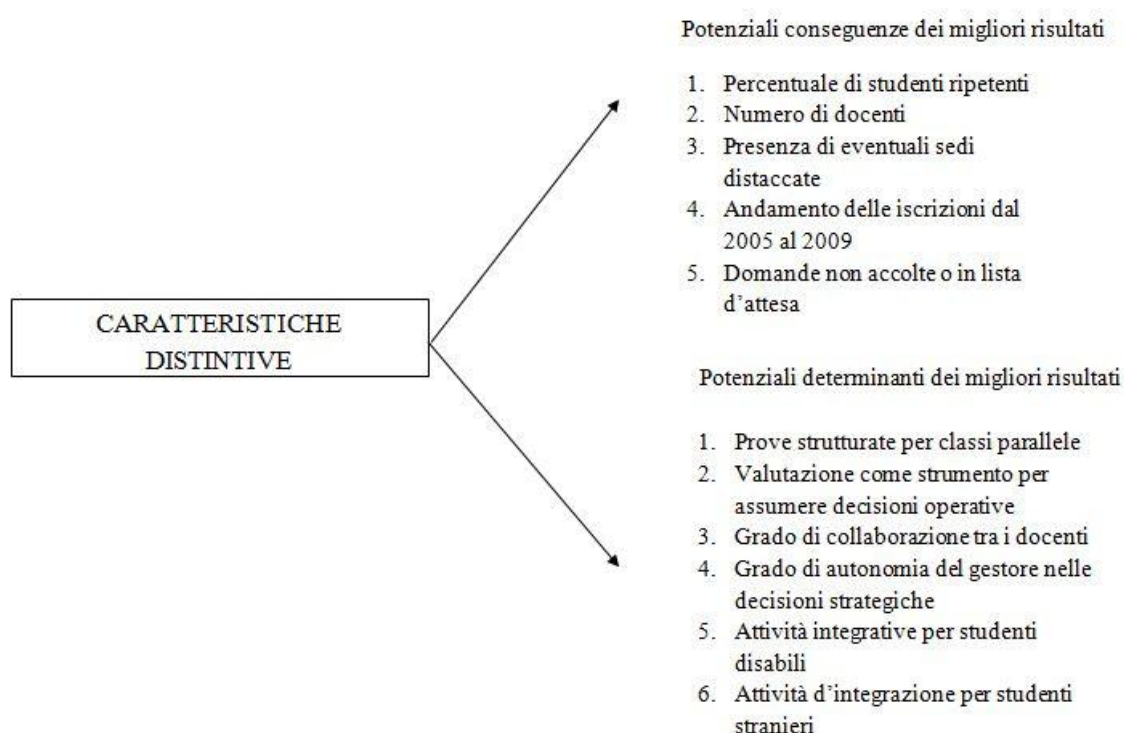 Potenziali conseguenze dei migliori risultati
1. Percentuale di studenti ripetenti
2. Numero di docenti
3. Presenza di eventuali sedi
distaccate
4. Andamento delle iscrizioni dal
2005 al 2009
5. Domande non accolte o in lista
d’attesa
CARATTERISTICHE
DISTINTIVE
Potenziali determinanti dei migliori risultati
1. Prove strutturate per classi parallele
2. Valutazione come strumento per
assumere decisioni operative
3. Grado di collaborazione tra i docenti
4. Grado di autonomia del gestore nelle
decisioni strategiche
5. Attività integrative per studenti
disabili
6. Attività d’integrazione per studenti
stranieri